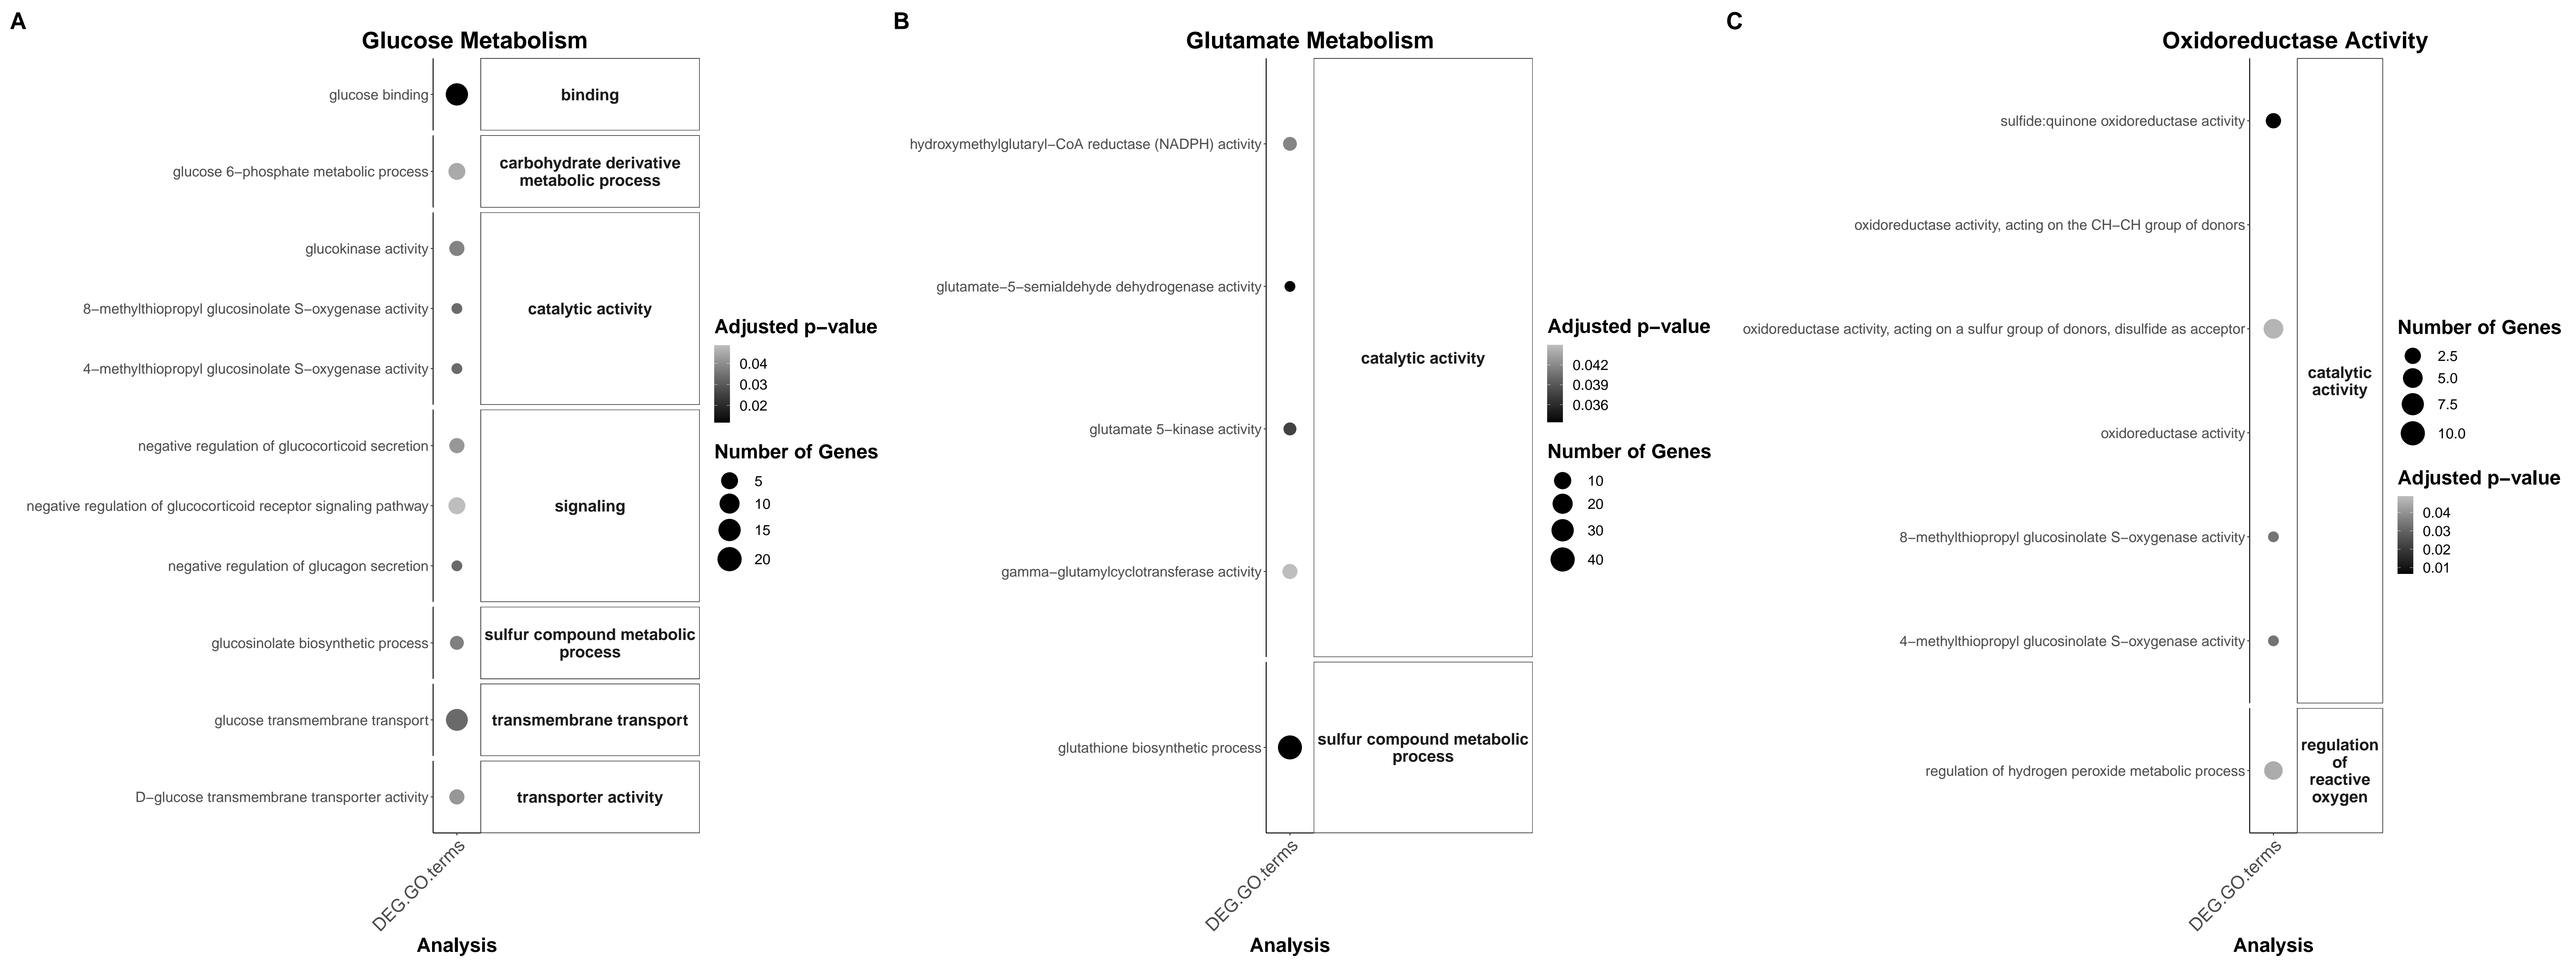 A
Glucose Metabolism
glucose binding
binding
glucose 6−phosphate metabolic process
carbohydrate derivative
metabolic process
glucokinase activity
8−methylthiopropyl glucosinolate S−oxygenase activity
4−methylthiopropyl glucosinolate S−oxygenase activity
catalytic activity
negative regulation of glucocorticoid secretion
negative regulation of glucocorticoid receptor signaling pathway
negative regulation of glucagon secretion
signaling
glucosinolate biosynthetic process
sulfur compound metabolic
process
glucose transmembrane transport
transmembrane transport
D−glucose transmembrane transporter activity
transporter activity
DEG.GO.terms
Analysis
Adjusted p−value
0.04
0.03
0.02
Number of Genes
5
10
15
20
B
Glutamate Metabolism
hydroxymethylglutaryl−CoA reductase (NADPH) activity
glutamate−5−semialdehyde dehydrogenase activity
glutamate 5−kinase activity
gamma−glutamylcyclotransferase activity
catalytic activity
glutathione biosynthetic process
sulfur compound metabolic
process
DEG.GO.terms
Analysis
Adjusted p−value
0.042
0.039
0.036
Number of Genes
10
20
30
40
C
Oxidoreductase Activity
sulfide:quinone oxidoreductase activity
oxidoreductase activity, acting on the CH−CH group of donors
oxidoreductase activity, acting on a sulfur group of donors, disulfide as acceptor
oxidoreductase activity
8−methylthiopropyl glucosinolate S−oxygenase activity
4−methylthiopropyl glucosinolate S−oxygenase activity
catalytic
activity
regulation of hydrogen peroxide metabolic process
regulation
of
reactive
oxygen
DEG.GO.terms
Analysis
Number of Genes
2.5
5.0
7.5
10.0
Adjusted p−value
0.04
0.03
0.02
0.01